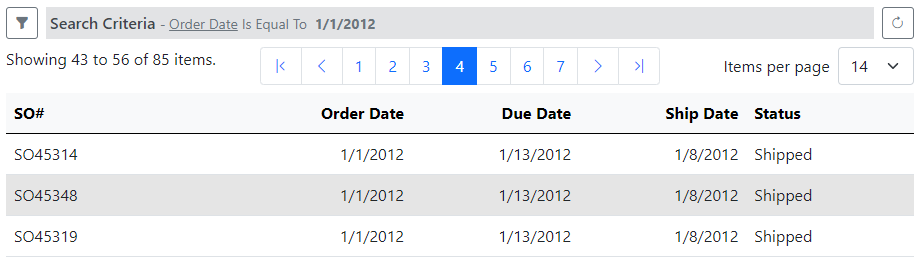 Search Criteria - Order Date Is Equal To 1/1/2012
Showing 43 to 56 of 85 items. 1 2 3 4 5 6 7 Items per page 14
SO# Order Date Due Date Ship Date Status
SO45314 1/1/2012 1/13/2012 1/8/2012 Shipped
SO45348 1/1/2012 1/13/2012 1/8/2012 Shipped
SO45319 1/1/2012 1/13/2012 1/8/2012 Shipped